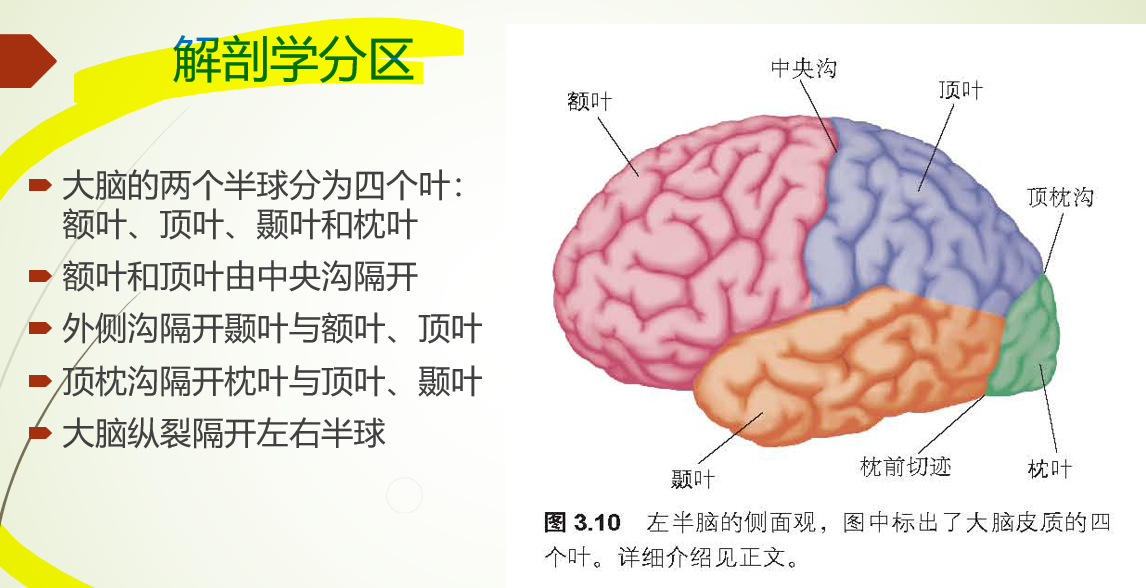 解剖学分区
大脑的两个半球分为四个叶：
额叶、顶叶、颞叶和枕叶
额叶和顶叶由中央沟隔开
外侧沟隔开颞叶与额叶、顶叶
顶枕沟隔开枕叶与顶叶、颞叶
大脑纵裂隔开左右半球
中央沟
顶叶
额叶
顶枕沟
枕前切迹
枕叶
颞叶
图 3.10 左半脑的侧面观，图中标出了大脑皮质的四
个叶。详细介绍见正文。